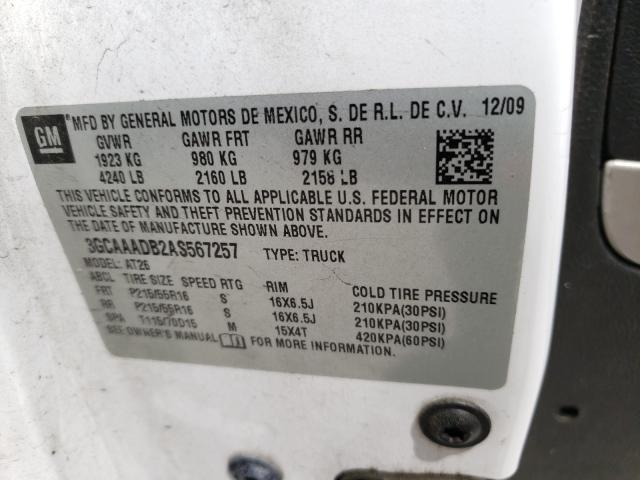 GM
MFD BY GENERAL MOTORS DE MEXICO, S. DE R.L. DE C.V. 12/09
GVWR GAWR FRT GAWR RR
1923 KG 980 KG 979 KG
4240 LB 2160 LB 2158 LB
THIS VEHICLE CONFORMS TO ALL APPLICABLE U.S. FEDERAL MOTOR
VEHICLE SAFETY AND THEFT PREVENTION STANDARDS IN EFFECT ON
THE DATE OF MANUFACTURE SHOWN ABOVE.
3GCAAADB2AS567257 TYPE: TRUCK
MODEL: AT26
ABCL TIRE SIZE SPEED RTG RIM COLD TIRE PRESSURE
FRT P215/55R16 S 16X6.5J 210KPA(30PSI)
RR P215/55R16 S 16X6.5J 210KPA(30PSI)
SPA T115/70D15 M 15X4T 420KPA(60PSI)
SEE OWNER'S MANUAL FOR MORE INFORMATION.